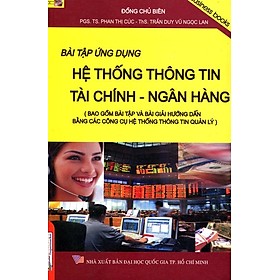 ĐỒNG CHỦ BIÊN
PGS. TS. PHAN THỊ CÚC - ThS. TRẦN DUY VŨ NGỌC LAN
BÀI TẬP ỨNG DỤNG
HỆ THỐNG THÔNG TIN
TÀI CHÍNH - NGÂN HÀNG
( BAO GỒM BÀI TẬP VÀ BÀI GIẢI HƯỚNG DẪN
BẰNG CÁC CÔNG CỤ HỆ THỐNG THÔNG TIN QUẢN LÝ )
NHÀ XUẤT BẢN ĐẠI HỌC QUỐC GIA TP. HỒ CHÍ MINH